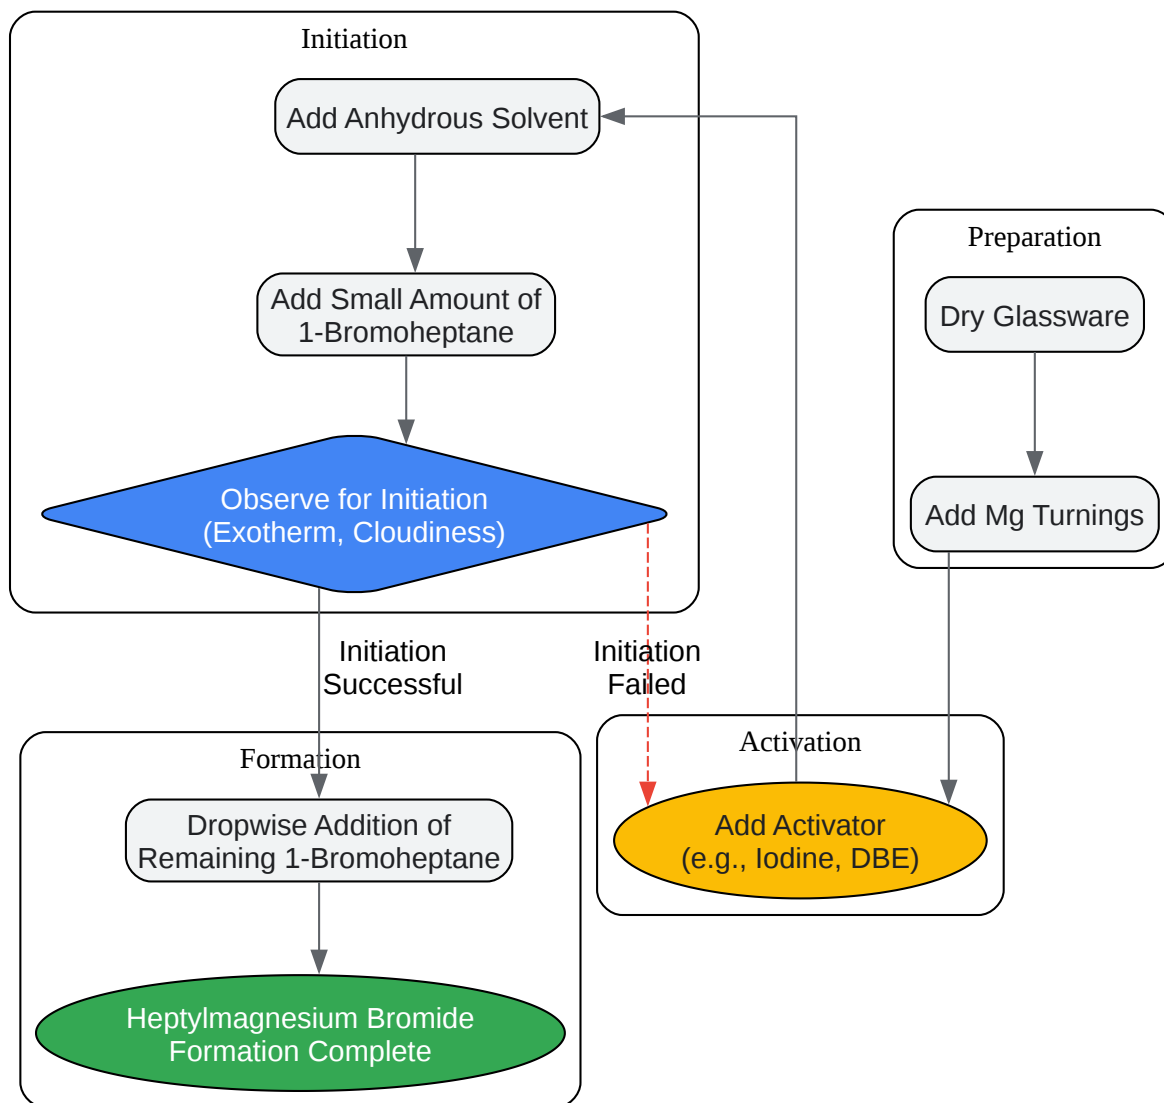 Initiation
Add Anhydrous Solvent
Add Small Amount of
1-Bromoheptane
Observe for Initiation
(Exotherm, Cloudiness)
Preparation
Dry Glassware
Add Mg Turnings
Initiation
Successful
Initiation
Failed
Formation
Dropwise Addition of
Remaining 1-Bromoheptane
Heptylmagnesium Bromide
Formation Complete
Activation
Add Activator
(e.g., Iodine, DBE)